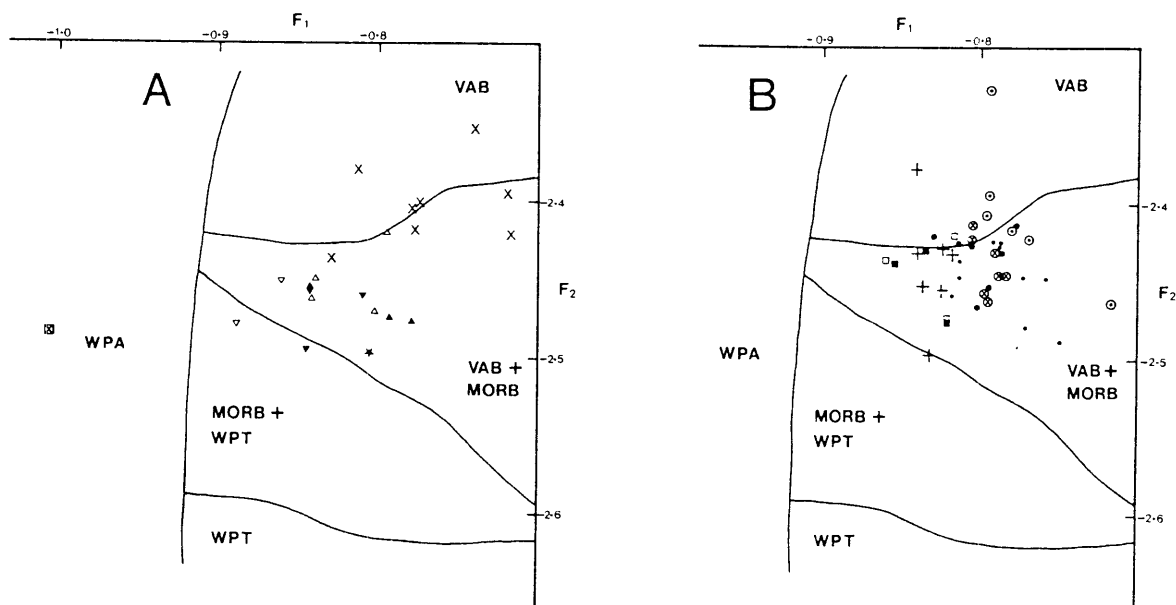 F₁
-1·0
-0·9
-0·8
A
VAB
-2·4
F₂
WPA
-2·5
VAB +
MORB
MORB +
WPT
-2·6
WPT
F₁
-0·9
-0·8
B
VAB
-2·4
F₂
WPA
-2·5
VAB +
MORB
MORB +
WPT
-2·6
WPT